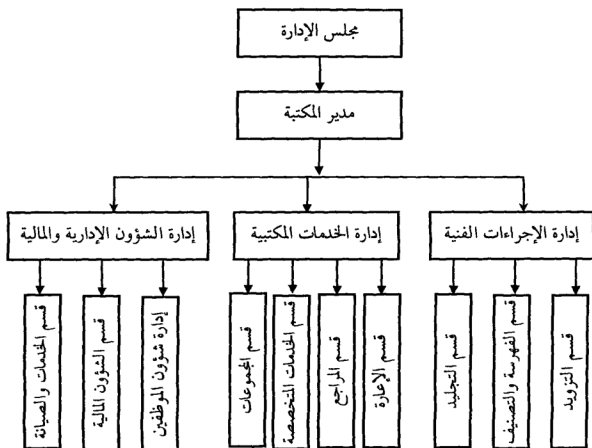 مجلس الإدارة
مدير المكتبة
إدارة الإجراءات الفنية
إدارة الخدمات المكتبية
إدارة الشؤون الإدارية والمالية
قسم التزويد
قسم الفهرسة والتصنيف
قسم التجليد
قسم الإعارة
قسم المراجع
قسم الخدمات المتخصصة
قسم المجموعات
إدارة شؤون الموظفين
قسم الشؤون المالية
قسم الخدمات والصيانة